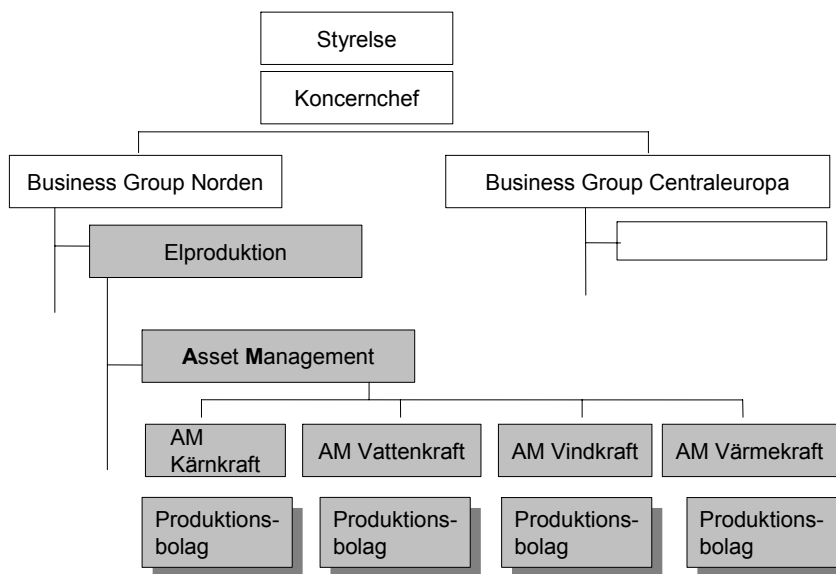 Styrelse
Koncernchef
Business Group Norden
Business Group Centraleuropa
Elproduktion
Asset Management
AM
Kärnkraft
AM Vattenkraft
AM Vindkraft
AM Värmekraft
Produktions-
bolag
Produktions-
bolag
Produktions-
bolag
Produktions-
bolag